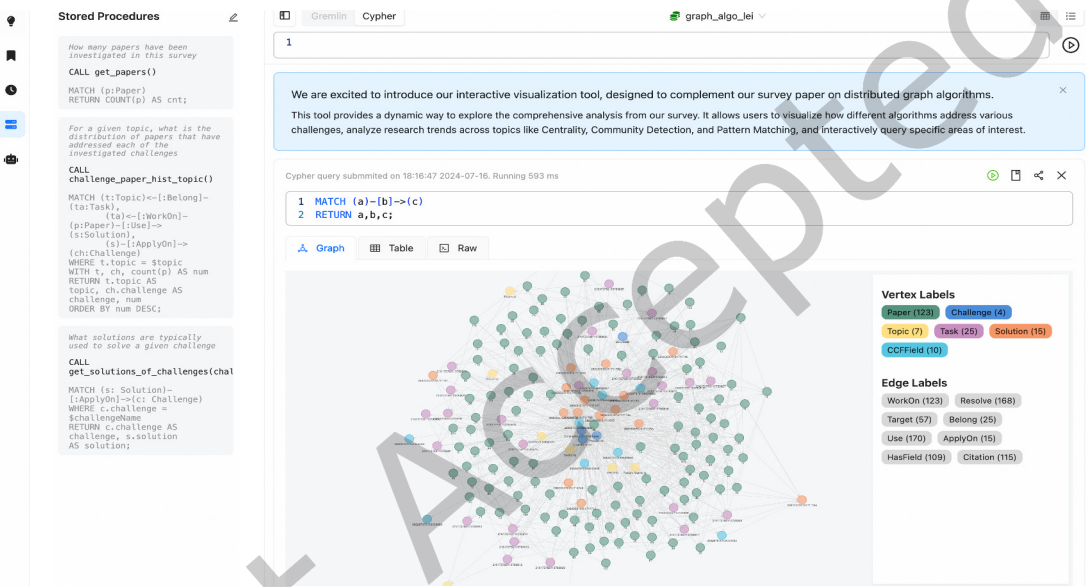 Stored Procedures
How many papers have been
investigated in this survey
CALL get_papers()
MATCH (p:Paper)
RETURN COUNT(p) AS cnt;
For a given topic, what is the
distribution of papers that have
addressed each of the
investigated challenges
CALL
challenge_paper_hist_topic()
MATCH (t:Topic)<-[:Belong]-
(ta:Task),
(ta)<-[:WorkOn]-
(p:Paper)-[:Use]->
(s:Solution),
(s)-[:ApplyOn]->
(ch:Challenge)
WHERE t.topic = $topic
WITH t, ch, count(p) AS num
RETURN t.topic AS
topic, ch.challenge AS
challenge, num
ORDER BY num DESC;
What solutions are typically
used to solve a given challenge
CALL
get_solutions_of_challenges(chal
MATCH (s: Solution)-
[:ApplyOn]->(c: Challenge)
WHERE c.challenge =
$challengeName
RETURN c.challenge AS
challenge, s.solution
AS solution;
Gremlin Cypher
graph_algo_lei
1
We are excited to introduce our interactive visualization tool, designed to complement our survey paper on distributed graph algorithms.
This tool provides a dynamic way to explore the comprehensive analysis from our survey. It allows users to visualize how different algorithms address various
challenges, analyze research trends across topics like Centrality, Community Detection, and Pattern Matching, and interactively query specific areas of interest.
Cypher query submmited on 18:16:47 2024-07-16. Running 593 ms
1 MATCH (a)-[b]->(c)
2 RETURN a,b,c;
Graph Table Raw
Vertex Labels
Paper (123) Challenge (4)
Topic (7) Task (25) Solution (15)
CCFField (10)
Edge Labels
WorkOn (123) Resolve (168)
Target (57) Belong (25)
Use (170) ApplyOn (15)
HasField (109) Citation (115)
Accepted